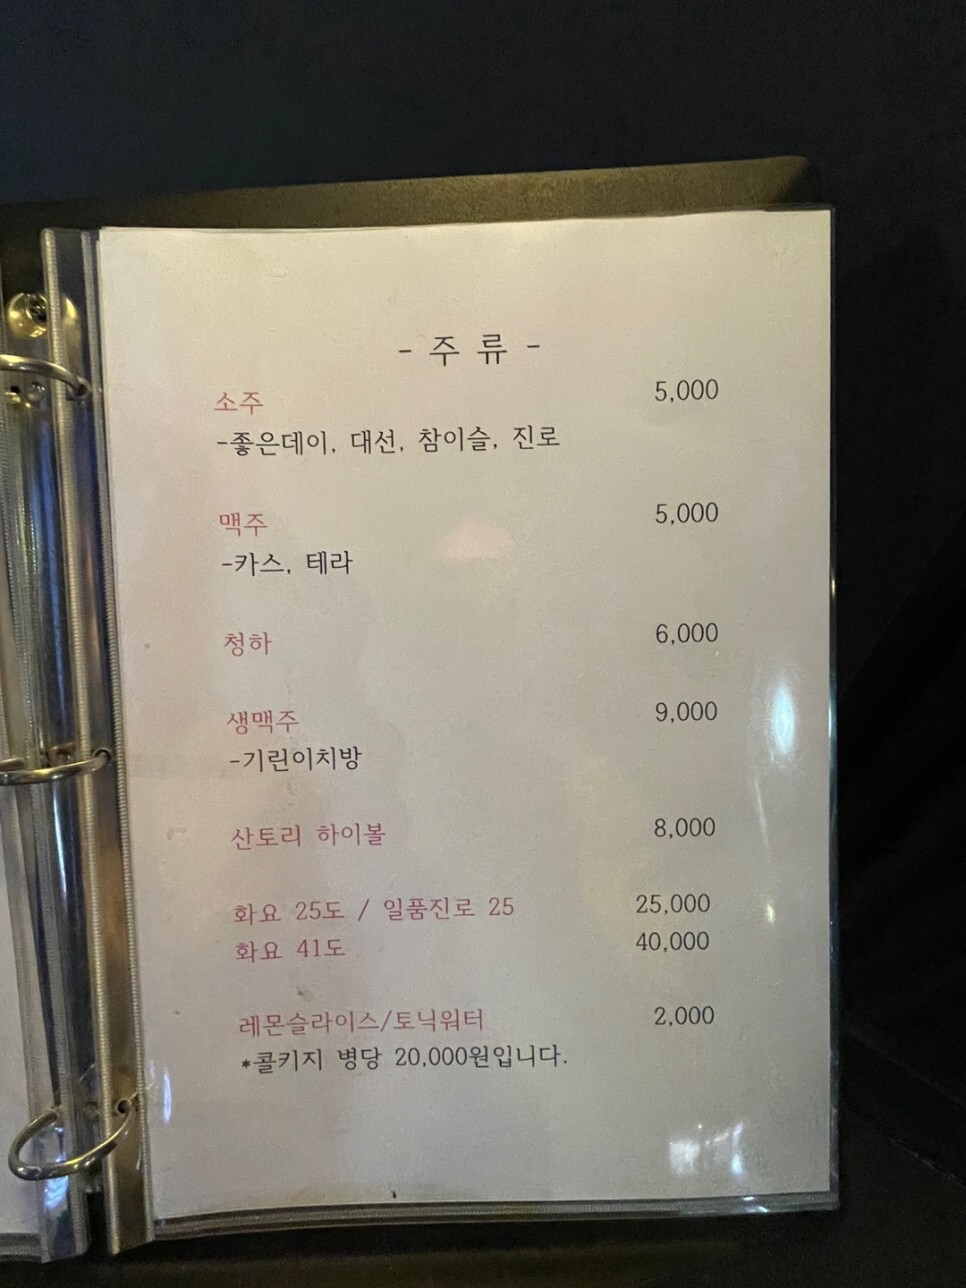 - 주 류 -
소주 5,000
-좋은데이, 대선, 참이슬, 진로
맥주 5,000
-카스, 테라
청하 6,000
생맥주 9,000
-기린이치방
산토리 하이볼 8,000
화요 25도 / 일품진로 25 25,000
화요 41도 40,000
레몬슬라이스/토닉워터 2,000
*콜키지 병당 20,000원입니다.